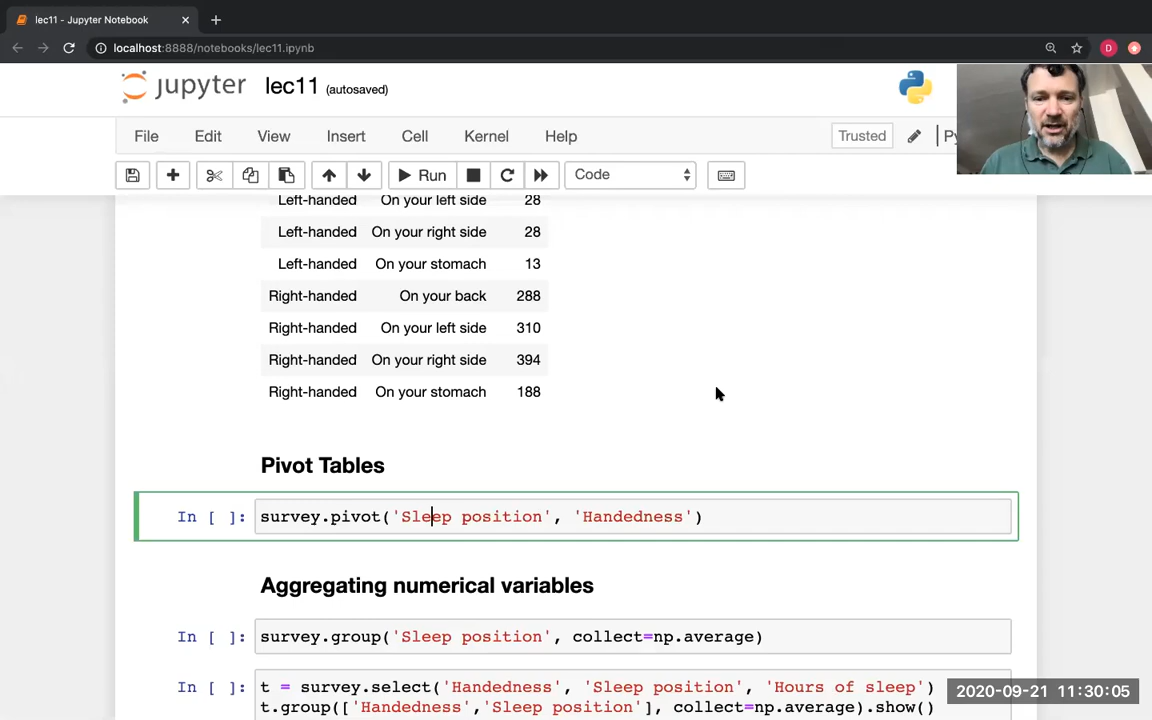 lec11 - Jupyter Notebook
localhost:8888/notebooks/lec11.ipynb
D
jupyter lec11 (autosaved)
File Edit View Insert Cell Kernel Help
Trusted
Py
Run
Code
Left-handed On your left side 28
Left-handed On your right side 28
Left-handed On your stomach 13
Right-handed On your back 288
Right-handed On your left side 310
Right-handed On your right side 394
Right-handed On your stomach 188
Pivot Tables
In [ ]: survey.pivot('Sleep position', 'Handedness')
Aggregating numerical variables
In [ ]: survey.group('Sleep position', collect=np.average)
In [ ]: t = survey.select('Handedness', 'Sleep position', 'Hours of sleep')
t.group(['Handedness','Sleep position'], collect=np.average).show()
2020-09-21 11:30:05